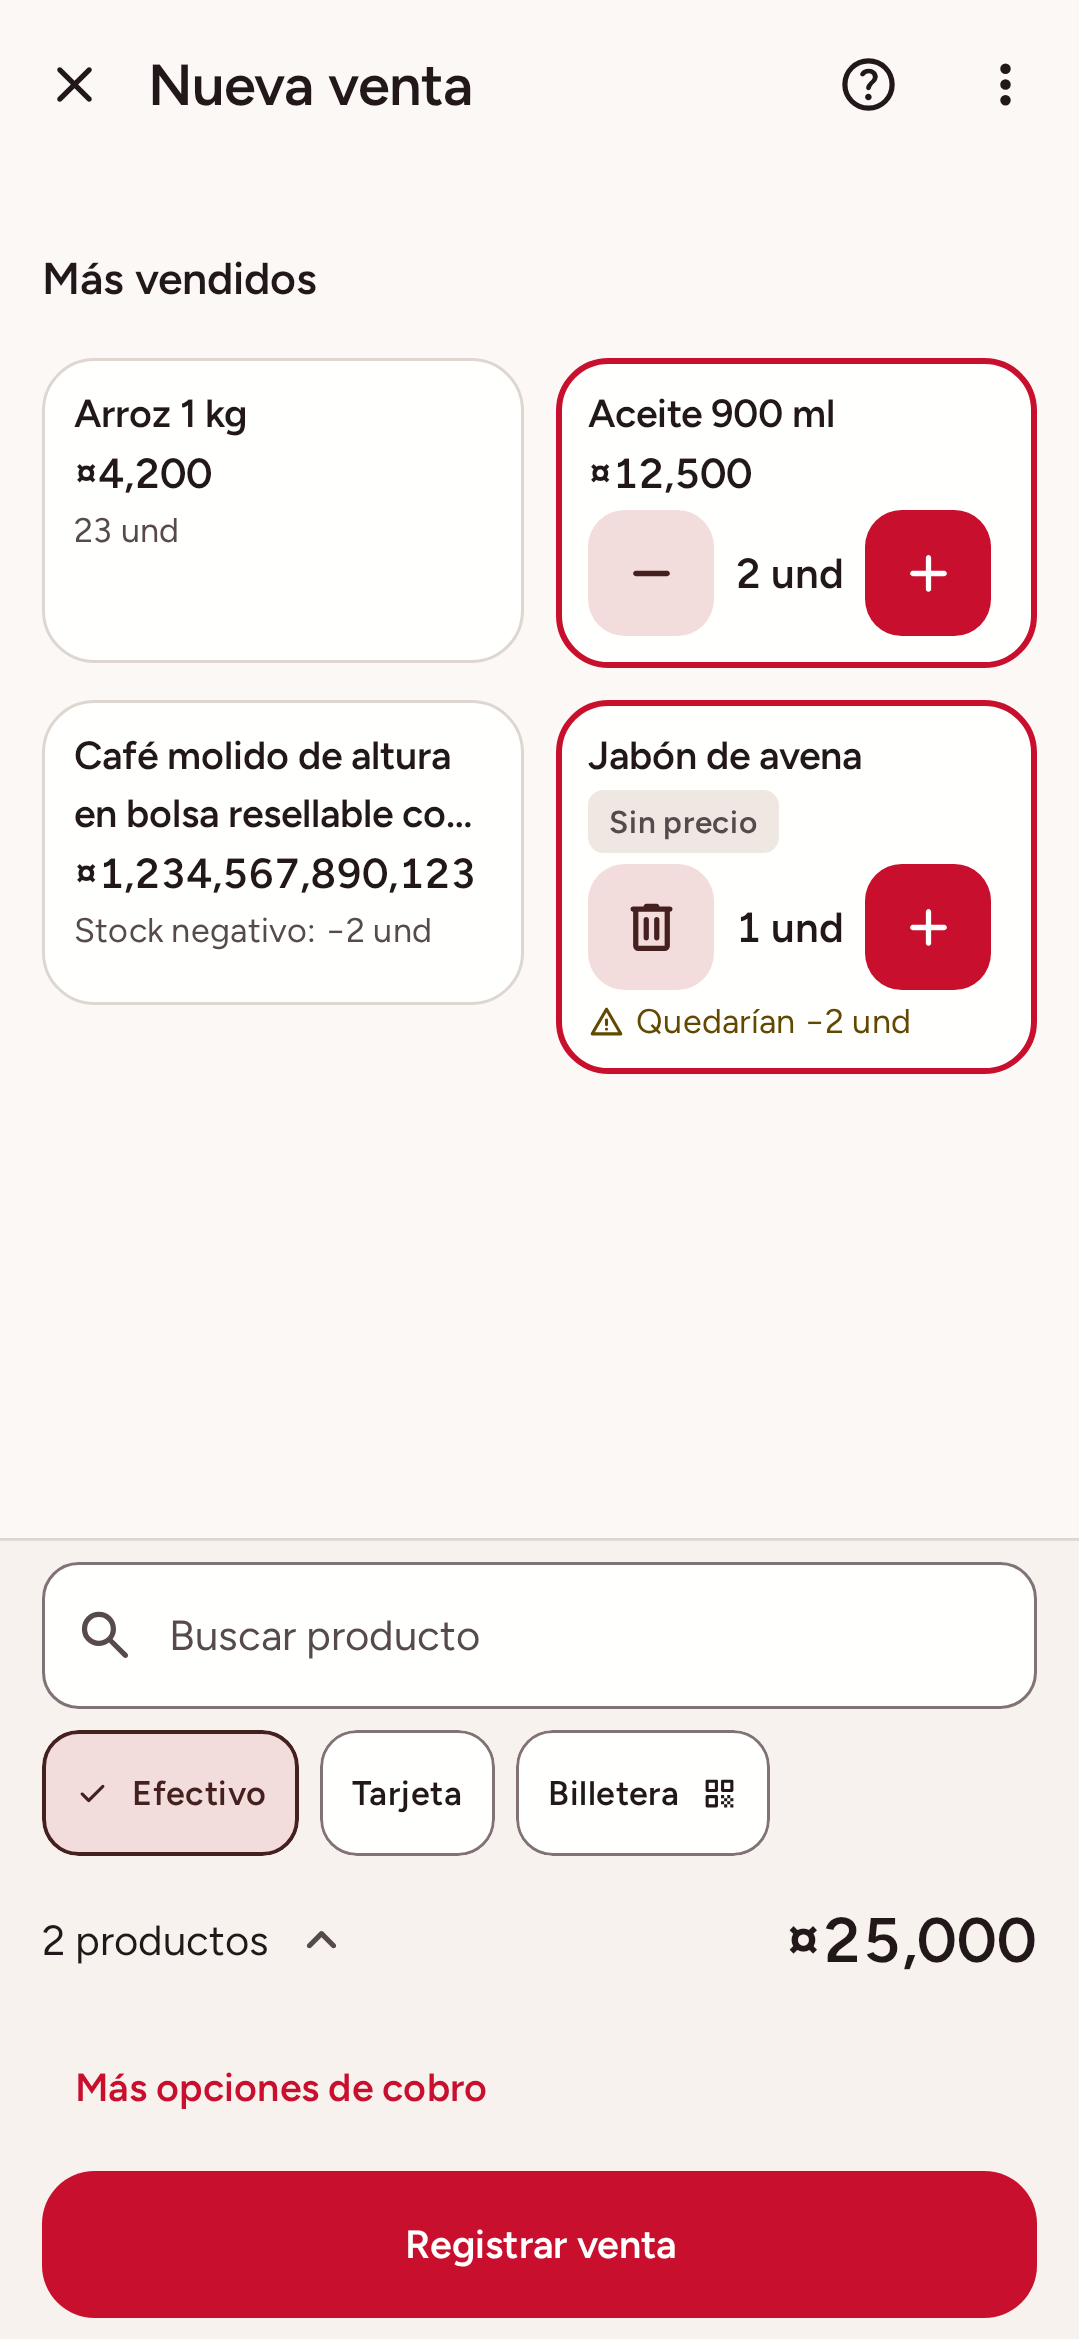 Nueva venta
Más vendidos
Arroz 1 kg
¤4,200
23 und
Aceite 900 ml
¤12,500
2 und
Café molido de altura
en bolsa resellable co...
¤1,234,567,890,123
Stock negativo: −2 und
Jabón de avena
Sin precio
1 und
Quedarían −2 und
Buscar producto
Efectivo
Tarjeta
Billetera
2 productos
¤25,000
Más opciones de cobro
Registrar venta